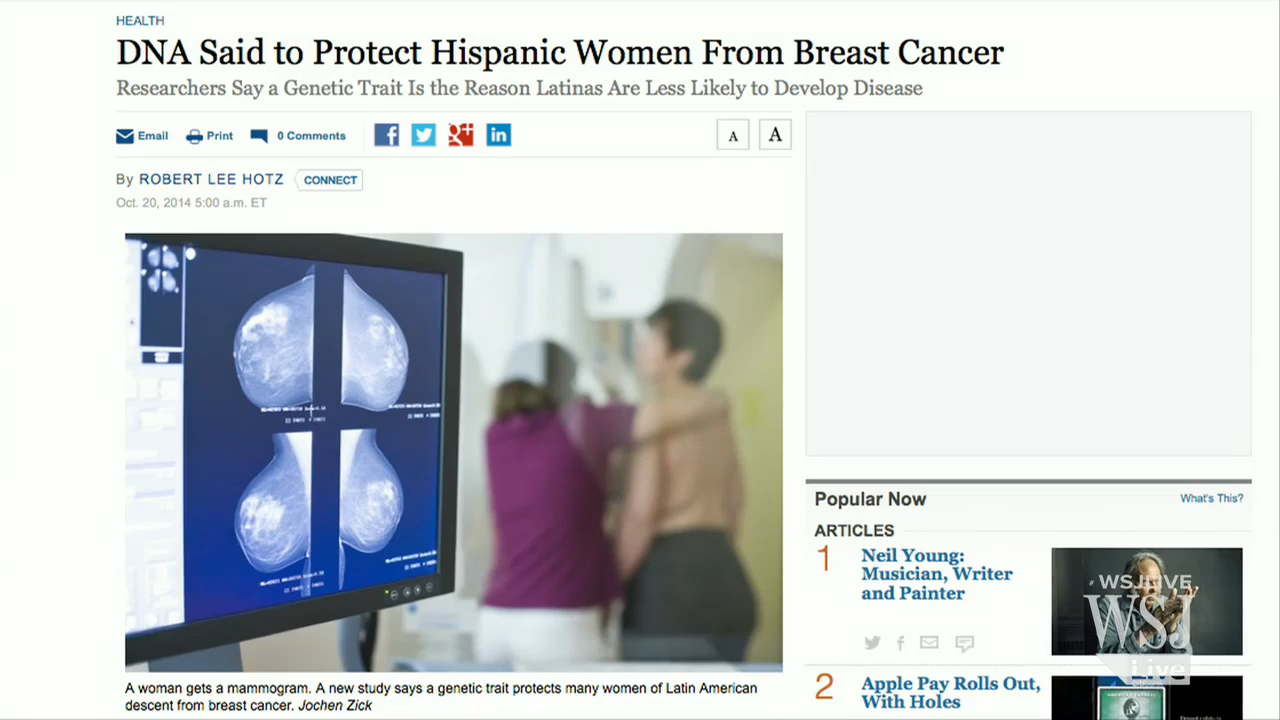 HEALTH
DNA Said to Protect Hispanic Women From Breast Cancer
Researchers Say a Genetic Trait Is the Reason Latinas Are Less Likely to Develop Disease
Email Print 0 Comments
A A
By ROBERT LEE HOTZ CONNECT
Oct. 20, 2014 5:00 a.m. ET
A woman gets a mammogram. A new study says a genetic trait protects many women of Latin American
descent from breast cancer. Jochen Zick
Popular Now What's This?
ARTICLES
1 Neil Young:
Musician, Writer
and Painter
2 Apple Pay Rolls Out,
With Holes
WSJLIVE
WSJ
Live